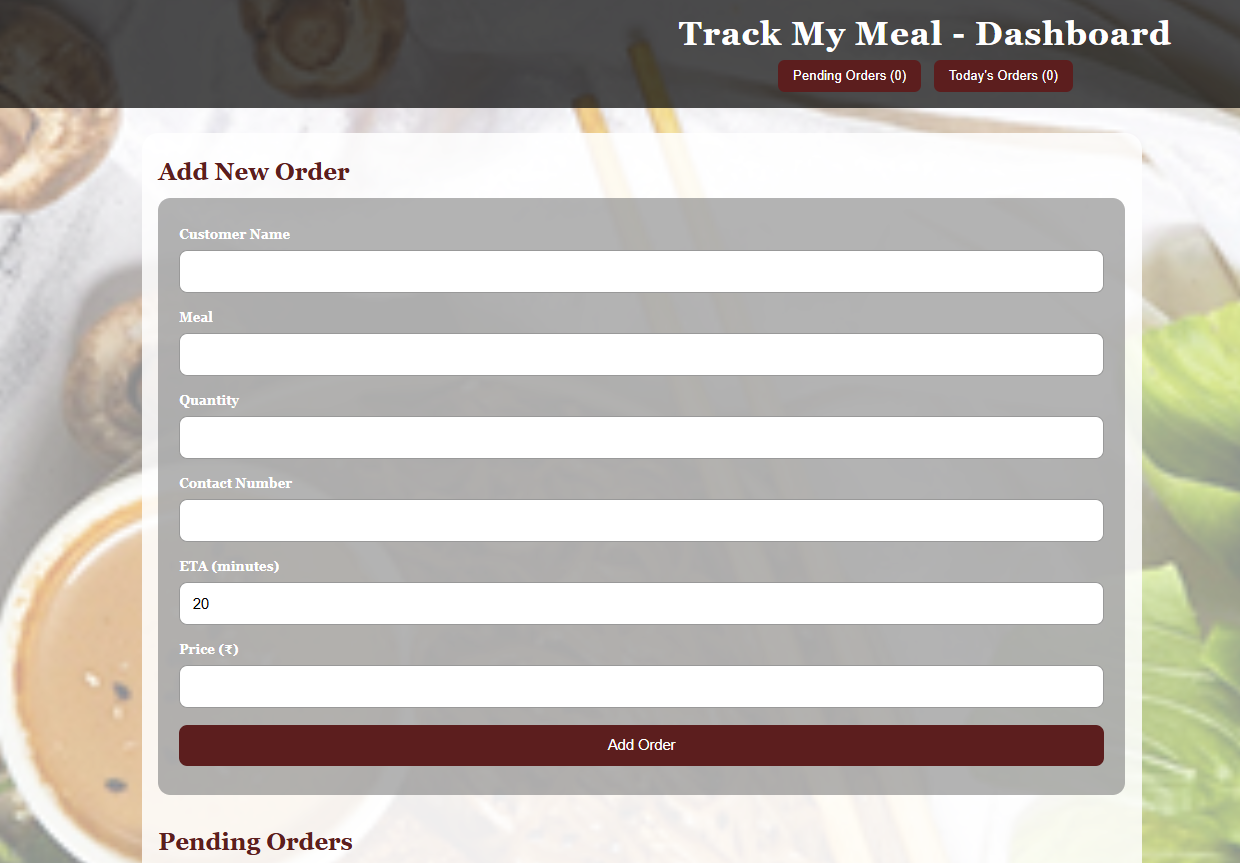 Track My Meal - Dashboard
Pending Orders (0) Today's Orders (0)
Add New Order
Customer Name
Meal
Quantity
Contact Number
ETA (minutes)
20
Price (₹)
Add Order
Pending Orders